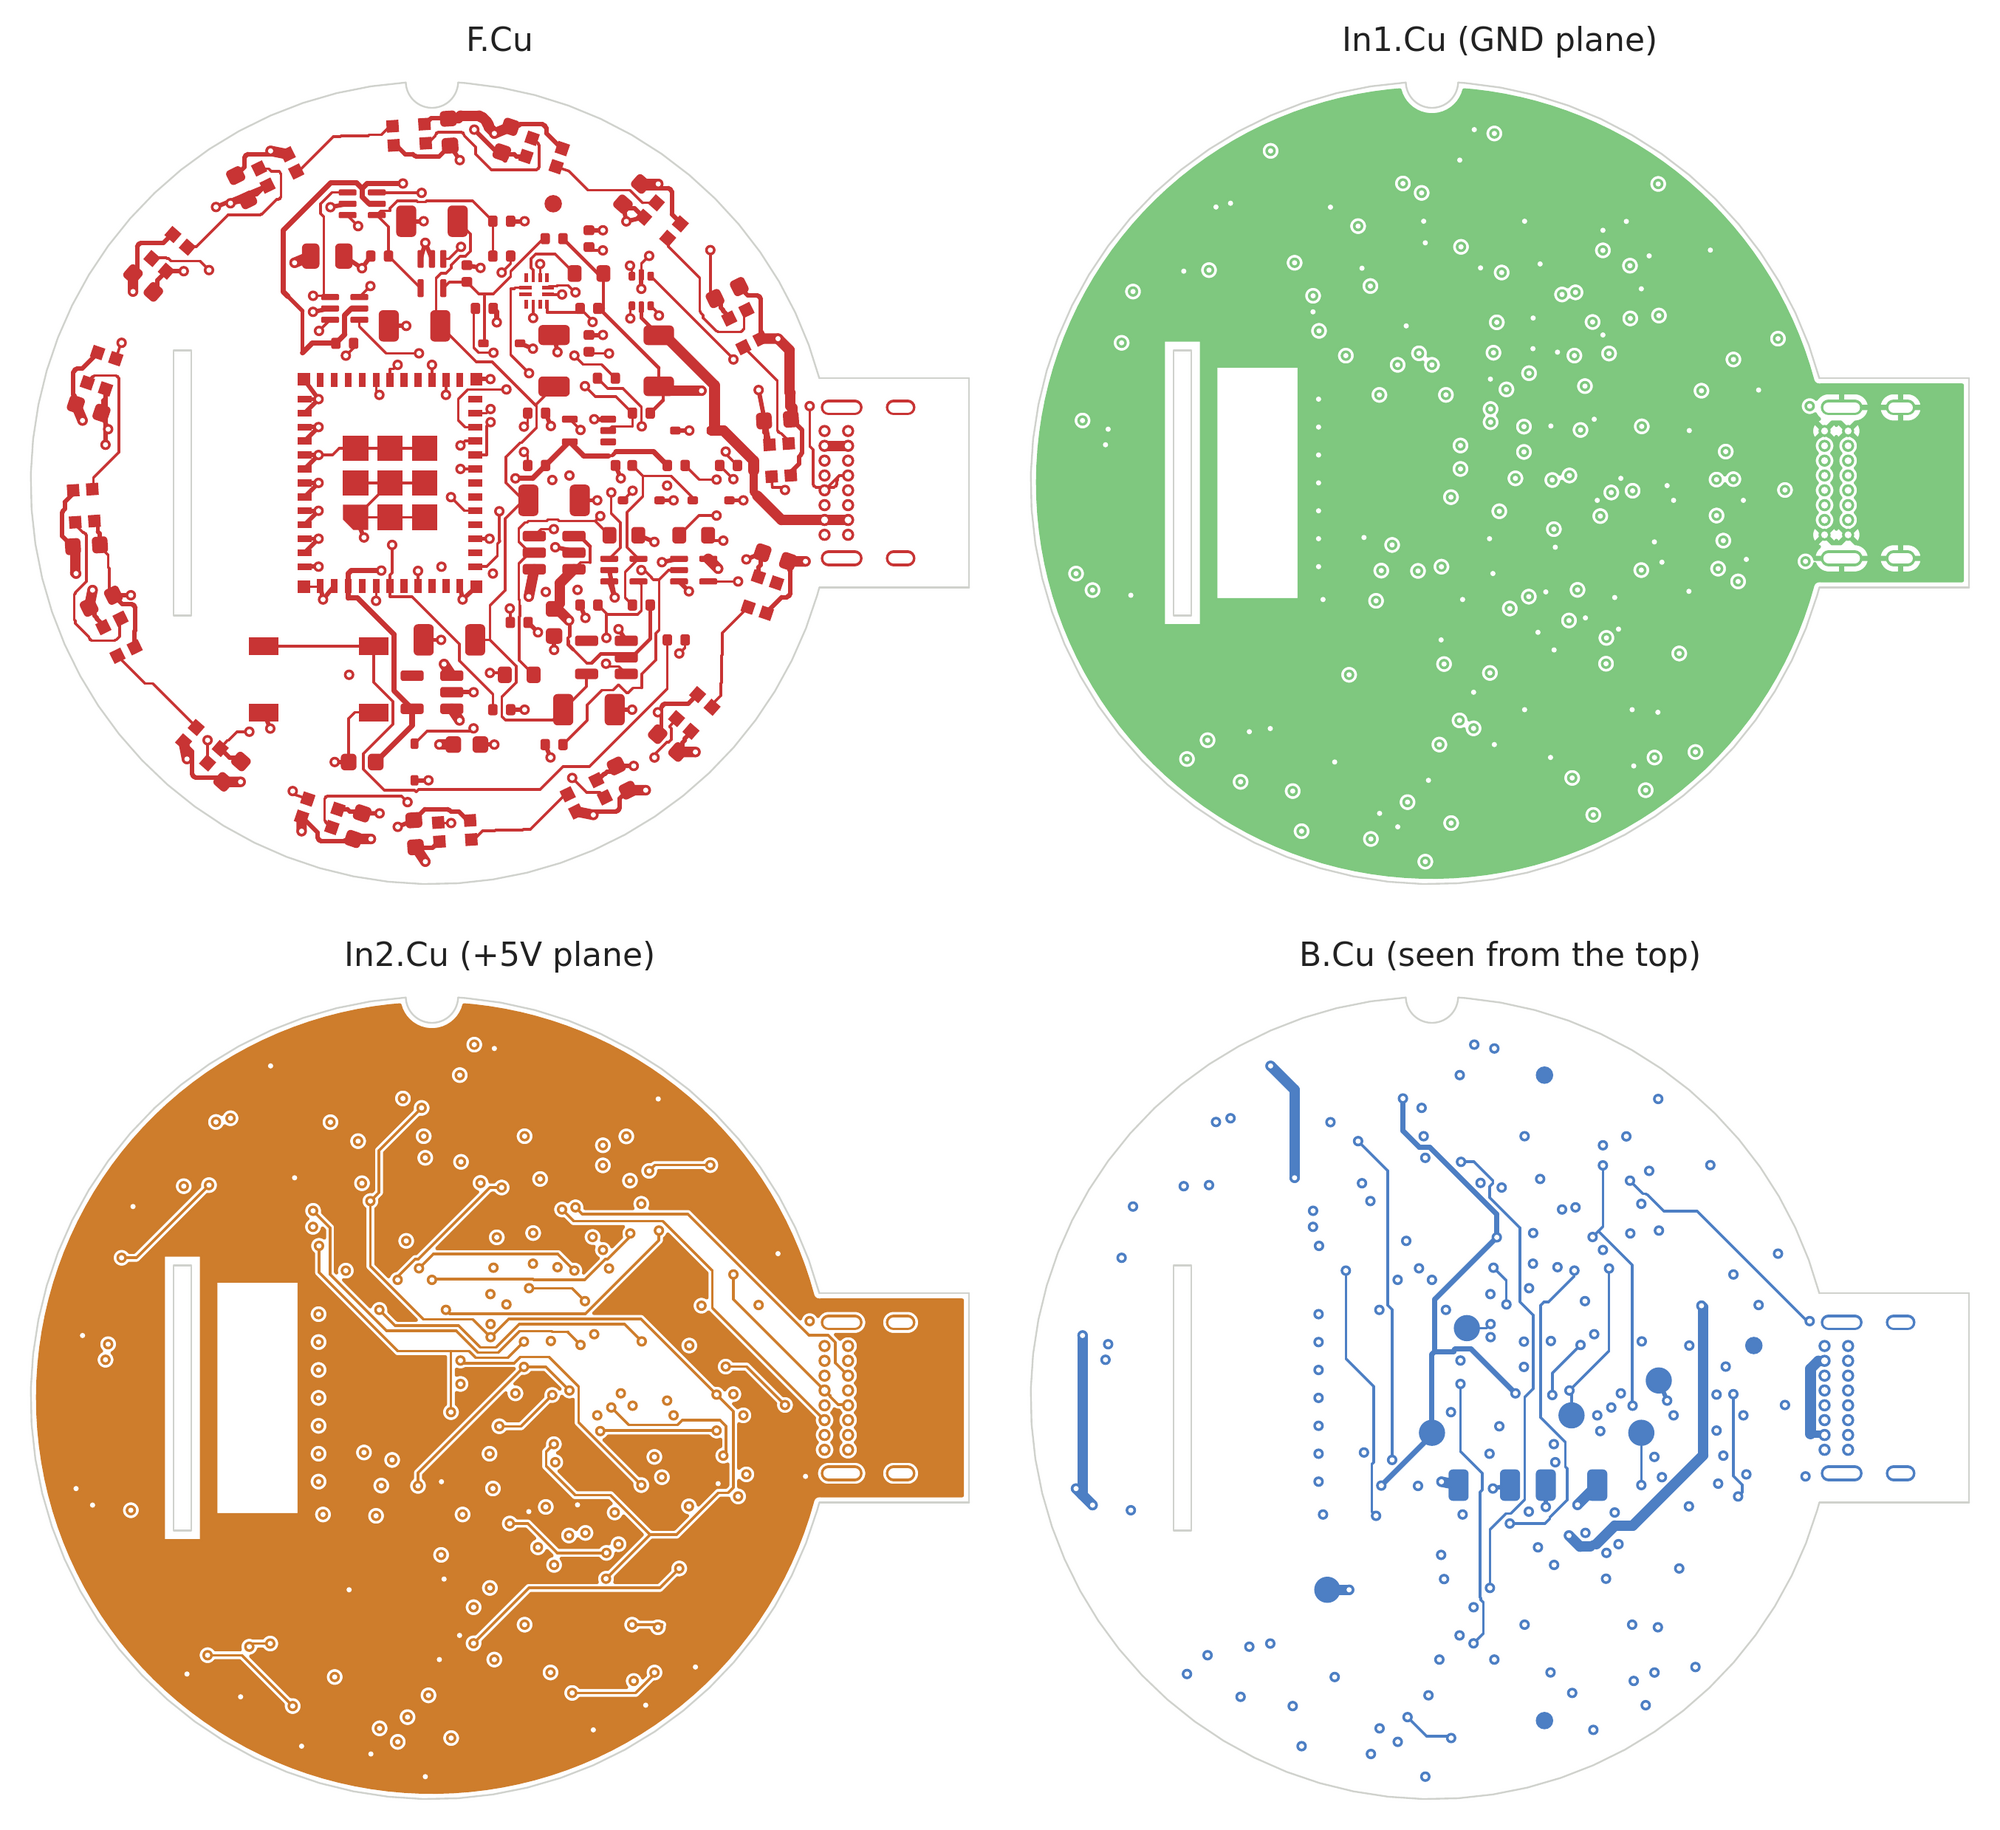 F.Cu
In1.Cu (GND plane)
In2.Cu (+5V plane)
B.Cu (seen from the top)